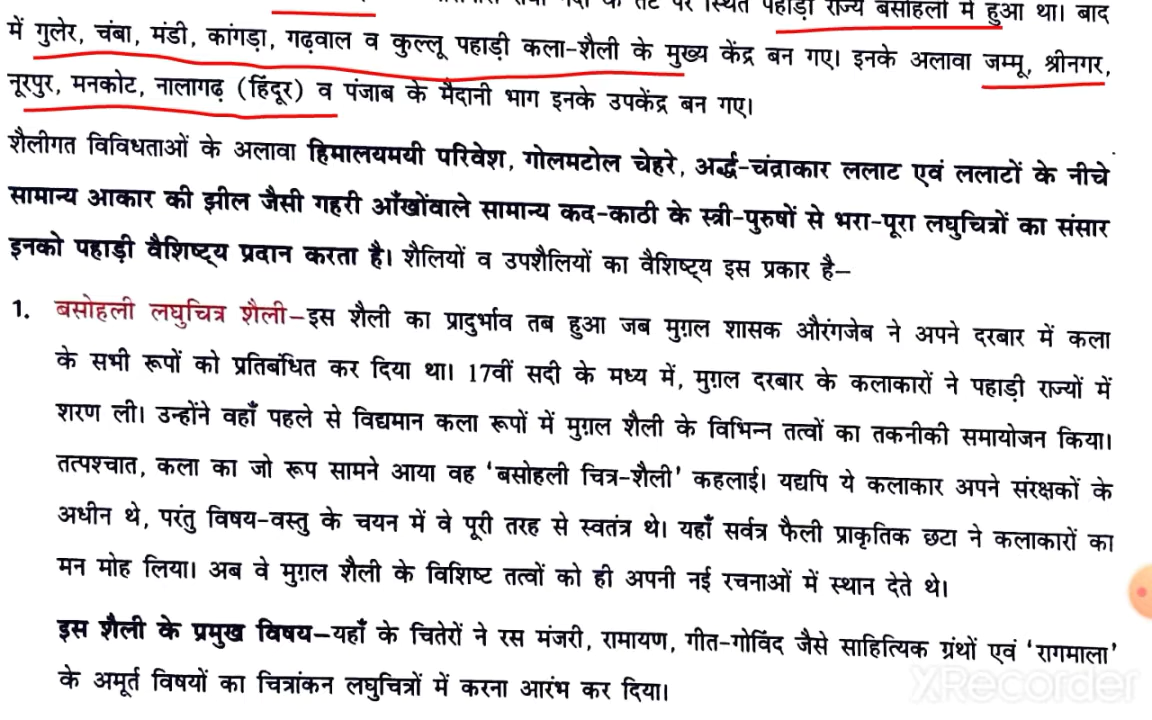 के तट पर स्थित पहाड़ी राज्य बसोहली में हुआ था। बाद
में गुलेर, चंबा, मंडी, कांगड़ा, गढ़वाल व कुल्लू पहाड़ी कला-शैली के मुख्य केंद्र बन गए। इनके अलावा जम्मू, श्रीनगर,
नूरपुर, मनकोट, नालागढ़ (हिंदूर) व पंजाब के मैदानी भाग इनके उपकेंद्र बन गए।
शैलीगत विविधताओं के अलावा हिमालयमयी परिवेश, गोलमटोल चेहरे, अर्द्ध-चंद्राकार ललाट एवं ललाटों के नीचे
सामान्य आकार की झील जैसी गहरी आँखोंवाले सामान्य कद-काठी के स्त्री-पुरुषों से भरा-पूरा लघुचित्रों का संसार
इनको पहाड़ी वैशिष्ट्य प्रदान करता है। शैलियों व उपशैलियों का वैशिष्ट्य इस प्रकार है–
1. बसोहली लघुचित्र शैली–इस शैली का प्रादुर्भाव तब हुआ जब मुग़ल शासक औरंगजेब ने अपने दरबार में कला
के सभी रूपों को प्रतिबंधित कर दिया था। 17वीं सदी के मध्य में, मुग़ल दरबार के कलाकारों ने पहाड़ी राज्यों में
शरण ली। उन्होंने वहाँ पहले से विद्यमान कला रूपों में मुग़ल शैली के विभिन्न तत्वों का तकनीकी समायोजन किया।
तत्पश्चात, कला का जो रूप सामने आया वह ‘बसोहली चित्र-शैली’ कहलाई। यद्यपि ये कलाकार अपने संरक्षकों के
अधीन थे, परंतु विषय-वस्तु के चयन में वे पूरी तरह से स्वतंत्र थे। यहाँ सर्वत्र फैली प्राकृतिक छटा ने कलाकारों का
मन मोह लिया। अब वे मुग़ल शैली के विशिष्ट तत्वों को ही अपनी नई रचनाओं में स्थान देते थे।
इस शैली के प्रमुख विषय–यहाँ के चितेरों ने रस मंजरी, रामायण, गीत-गोविंद जैसे साहित्यिक ग्रंथों एवं ‘रागमाला’
के अमूर्त विषयों का चित्रांकन लघुचित्रों में करना आरंभ कर दिया।
XRecorder